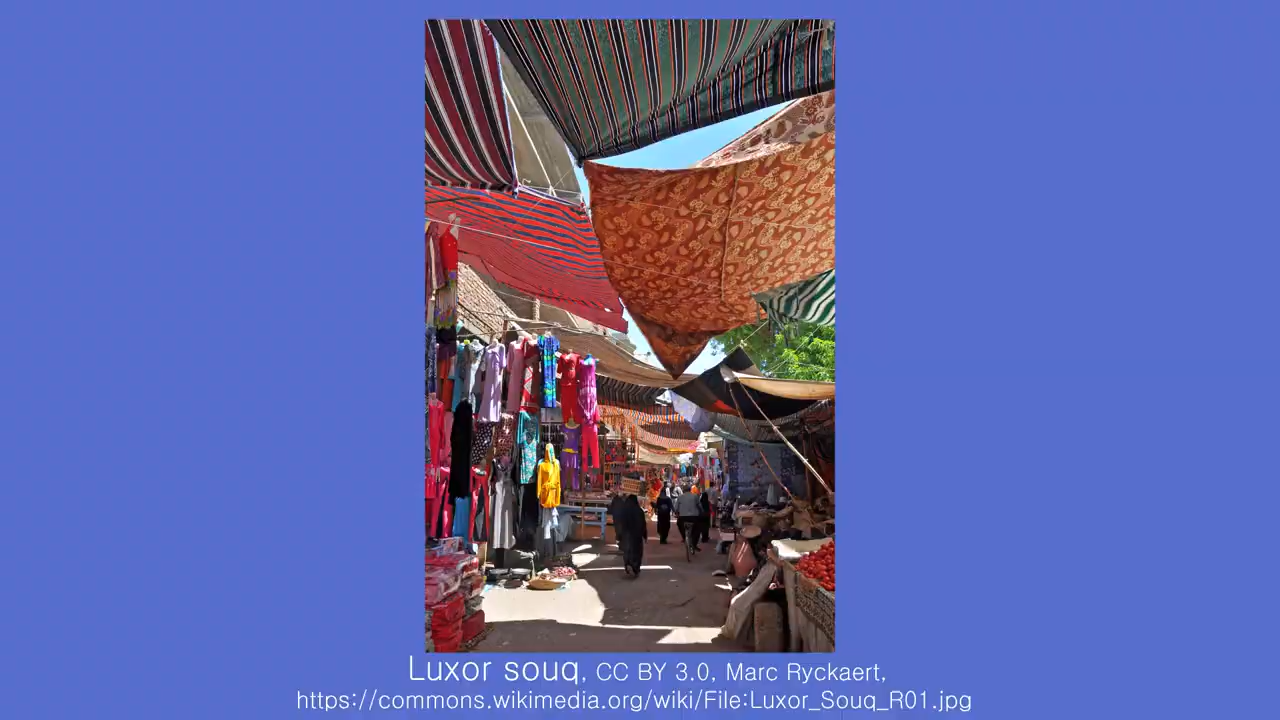 Luxor souq, CC BY 3.0, Marc Ryckaert,
https://commons.wikimedia.org/wiki/File:Luxor_Souq_R01.jpg